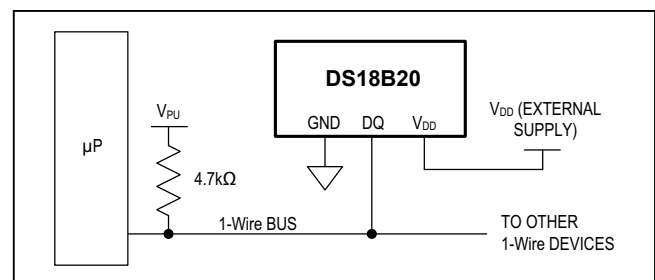 DS18B20
GND DQ VDD
VPU
4.7kΩ
µP
VDD (EXTERNAL
SUPPLY)
1-Wire BUS
TO OTHER
1-Wire DEVICES